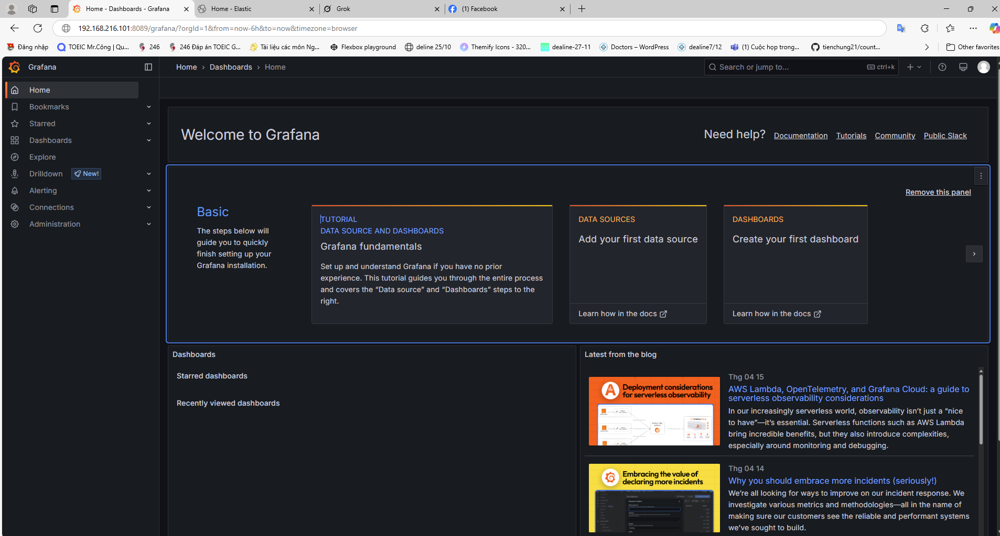 Home - Dashboards - Grafana
Home - Elastic
Grok
(1) Facebook
192.168.216.101:8089/grafana/?orgId=1&from=now-6h&to=now&timezone=browser
Đăng nhập
TOEIC Mr.Công | Qu...
246
246 Đáp án TOEIC G...
Tài liệu các môn Ng...
Flexbox playground
deline 25/10
Themify Icons - 320...
dealine-27-11
Doctors – WordPress
dealine7/12
(1) Cuộc họp trong...
tienchung21/count...
Other favorites
Grafana
Home › Dashboards › Home
Search or jump to...
ctrl+k
Home
Bookmarks
Starred
Dashboards
Explore
Drilldown
New!
Alerting
Connections
Administration
Welcome to Grafana
Need help?
Documentation
Tutorials
Community
Public Slack
Remove this panel
Basic
The steps below will
guide you to quickly
finish setting up your
Grafana installation.
TUTORIAL
DATA SOURCE AND DASHBOARDS
Grafana fundamentals
Set up and understand Grafana if you have no prior
experience. This tutorial guides you through the entire process
and covers the “Data source” and “Dashboards” steps to the
right.
DATA SOURCES
Add your first data source
Learn how in the docs
DASHBOARDS
Create your first dashboard
Learn how in the docs
Dashboards
Starred dashboards
Recently viewed dashboards
Latest from the blog
Deployment considerations
for serverless observability
Thg 04 15
AWS Lambda, OpenTelemetry, and Grafana Cloud: a guide to
serverless observability considerations
In our increasingly serverless world, observability isn’t just a “nice
to have”—it’s essential. Serverless functions such as AWS Lambda
bring incredible benefits, but they also introduce complexities,
especially around monitoring and debugging.
Embracing the value of
declaring more incidents
Thg 04 14
Why you should embrace more incidents (seriously!)
We’re all looking for ways to improve on our incident response. We
investigate various metrics and methodologies—all in the name of
making sure our customers see the reliable and performant systems
we’ve sought to build.